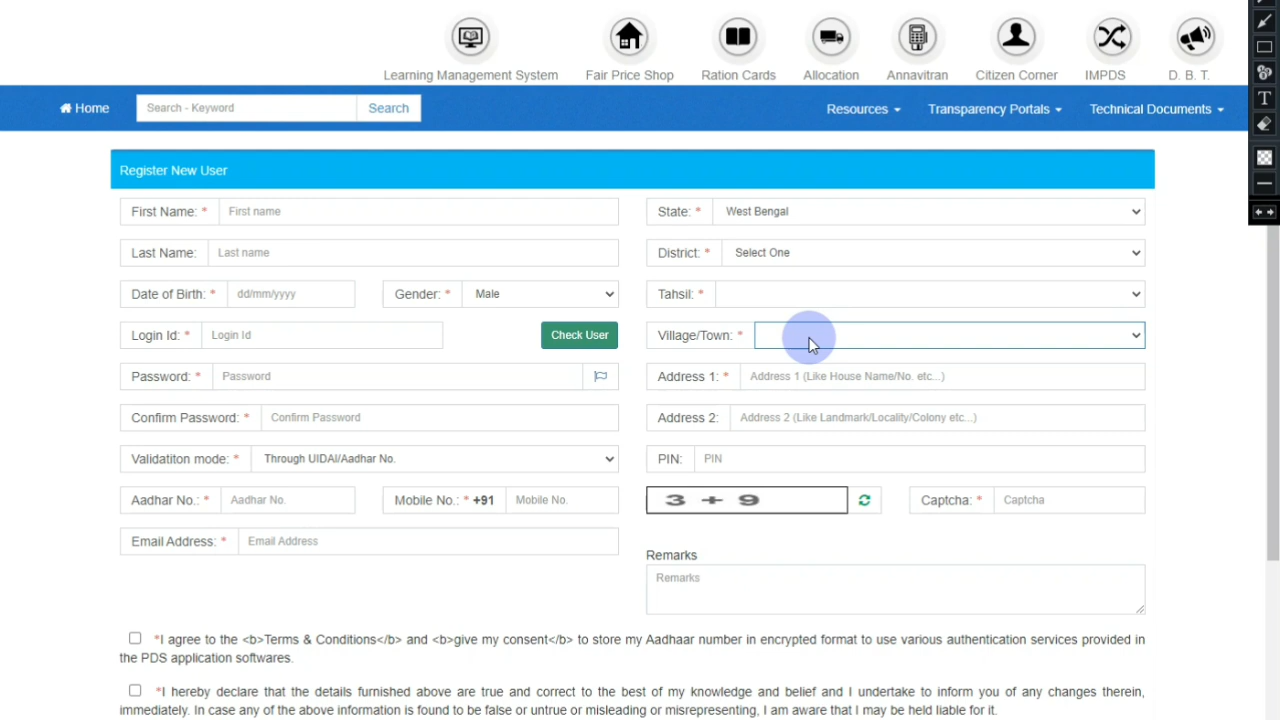 Learning Management System Fair Price Shop Ration Cards Allocation Annavitran Citizen Corner IMPDS D. B. T.
Home Search - Keyword Search Resources Transparency Portals Technical Documents
Register New User
First Name: * First name
State: * West Bengal
Last Name: Last name
District: * Select One
Date of Birth: * dd/mm/yyyy Gender: * Male
Tahsil: *
Login Id: * Login Id Check User
Village/Town: *
Password: * Password
Address 1: * Address 1 (Like House Name/No. etc...)
Confirm Password: * Confirm Password
Address 2: Address 2 (Like Landmark/Locality/Colony etc...)
Validatiton mode: * Through UIDAI/Aadhar No.
PIN: PIN
Aadhar No.: * Aadhar No. Mobile No.: * +91 Mobile No.
3 + 9 Captcha: * Captcha
Email Address: * Email Address
Remarks
Remarks
*I agree to the <b>Terms & Conditions</b> and <b>give my consent</b> to store my Aadhaar number in encrypted format to use various authentication services provided in
the PDS application softwares.
*I hereby declare that the details furnished above are true and correct to the best of my knowledge and belief and I undertake to inform you of any changes therein,
immediately. In case any of the above information is found to be false or untrue or misleading or misrepresenting, I am aware that I may be held liable for it.
T